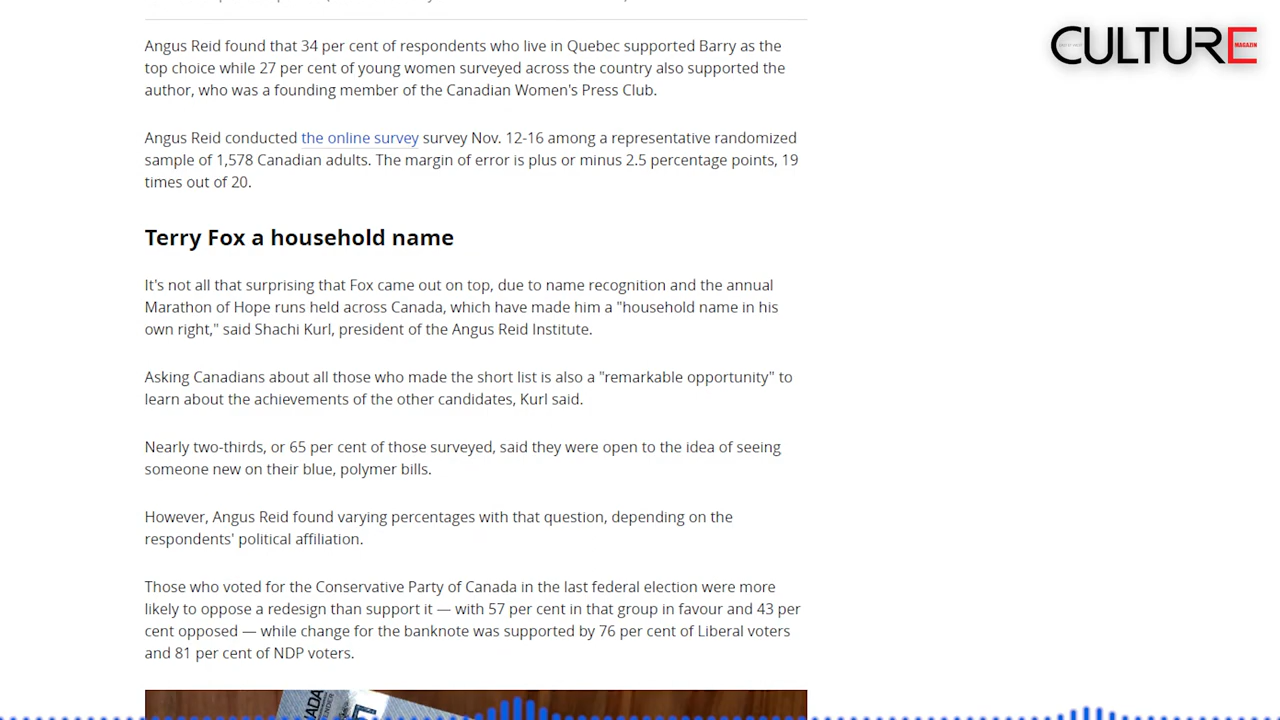 CULTURE
MAGAZIN
Angus Reid found that 34 per cent of respondents who live in Quebec supported Barry as the
top choice while 27 per cent of young women surveyed across the country also supported the
author, who was a founding member of the Canadian Women's Press Club.
Angus Reid conducted the online survey survey Nov. 12-16 among a representative randomized
sample of 1,578 Canadian adults. The margin of error is plus or minus 2.5 percentage points, 19
times out of 20.
Terry Fox a household name
It's not all that surprising that Fox came out on top, due to name recognition and the annual
Marathon of Hope runs held across Canada, which have made him a "household name in his
own right," said Shachi Kurl, president of the Angus Reid Institute.
Asking Canadians about all those who made the short list is also a "remarkable opportunity" to
learn about the achievements of the other candidates, Kurl said.
Nearly two-thirds, or 65 per cent of those surveyed, said they were open to the idea of seeing
someone new on their blue, polymer bills.
However, Angus Reid found varying percentages with that question, depending on the
respondents' political affiliation.
Those who voted for the Conservative Party of Canada in the last federal election were more
likely to oppose a redesign than support it — with 57 per cent in that group in favour and 43 per
cent opposed — while change for the banknote was supported by 76 per cent of Liberal voters
and 81 per cent of NDP voters.